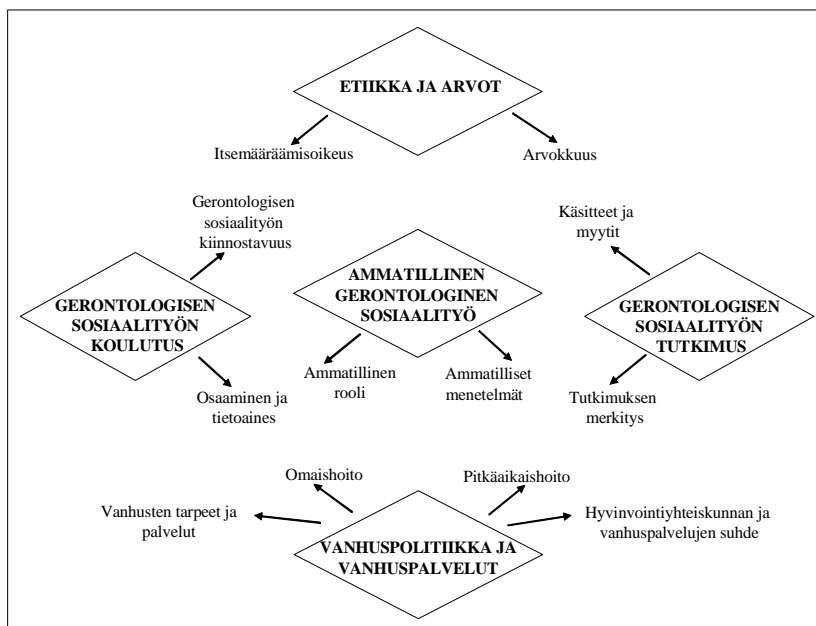 ETIIKKA JA ARVOT
Itsemääräämisoikeus
Arvokkuus
Gerontologisen
sosiaalityön
kiinnostavuus
Käsitteet ja
myytit
AMMATILLINEN
GERONTOLOGINEN
SOSIAALITYÖ
GERONTOLOGISEN
SOSIAALITYÖN
KOULUTUS
GERONTOLOGISEN
SOSIAALITYÖN
TUTKIMUS
Ammatillinen
rooli
Ammatilliset
menetelmät
Osaaminen ja
tietoaines
Tutkimuksen
merkitys
Omaishoito
Pitkäaikaishoito
Vanhusten tarpeet ja
palvelut
Hyvinvointiyhteiskunnan ja
vanhuspalvelujen suhde
VANHUSPOLITIIKKA JA
VANHUSPALVELUT